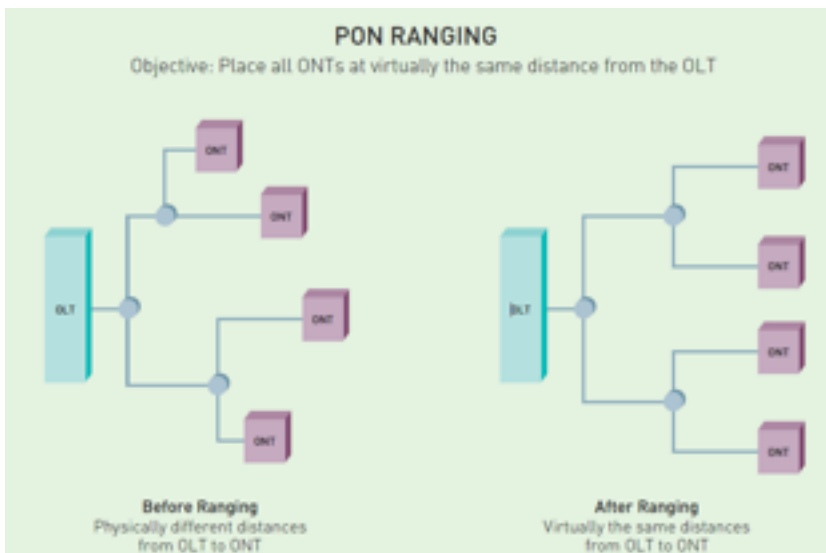 PON RANGING
Objective: Place all ONTs at virtually the same distance from the OLT
ONT
ONT
OLT
ONT
ONT
ONT
ONT
OLT
ONT
ONT
Before Ranging
Physically different distances
from OLT to ONT
After Ranging
Virtually the same distances
from OLT to ONT